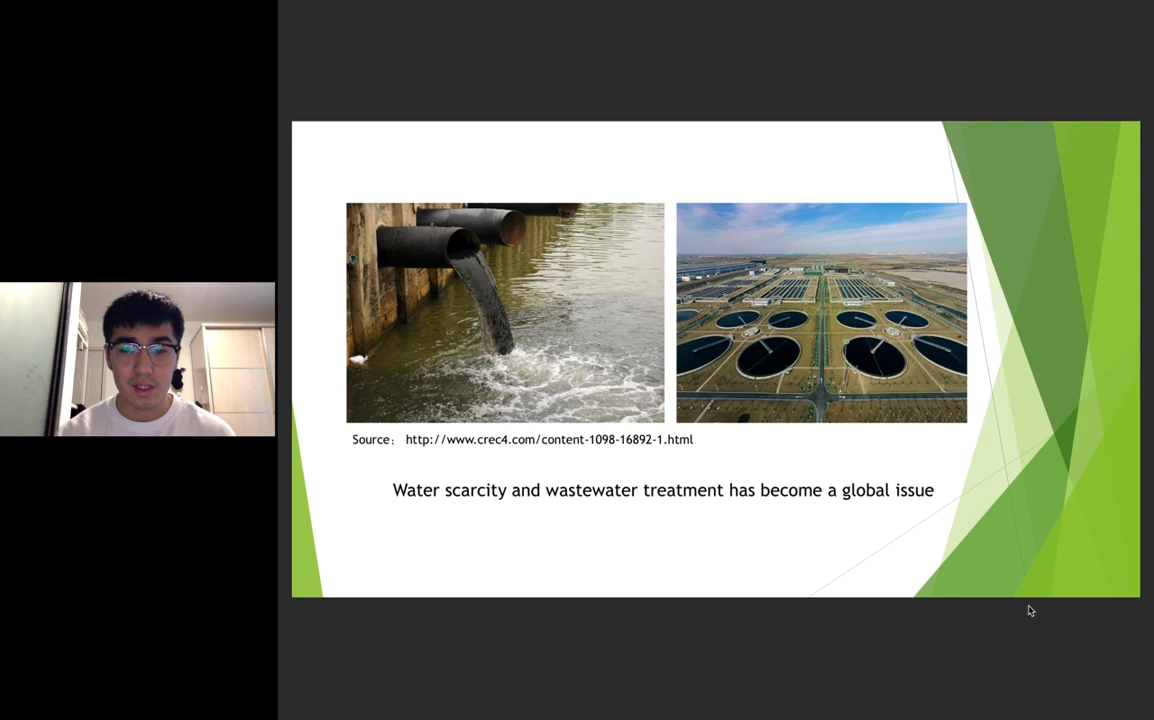 Source： http://www.crec4.com/content-1098-16892-1.html
Water scarcity and wastewater treatment has become a global issue